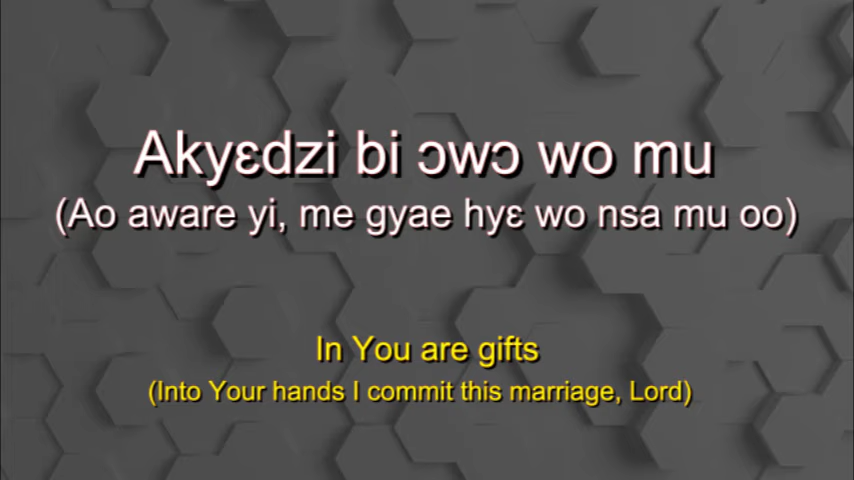 Akyɛdzi bi ɔwɔ wo mu
(Ao aware yi, me gyae hyɛ wo nsa mu oo)
In You are gifts
(Into Your hands I commit this marriage, Lord)